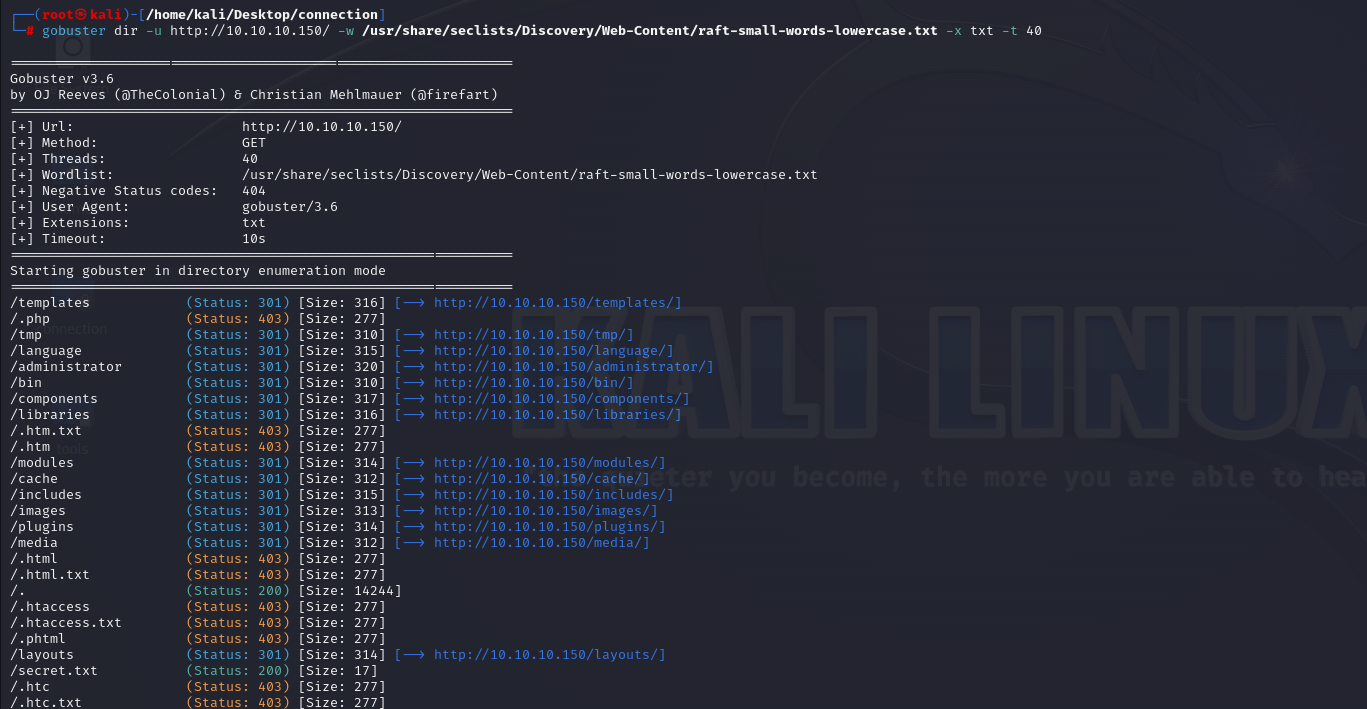 ┌──(root㉿kali)-[/home/kali/Desktop/connection]
└─# gobuster dir -u http://10.10.10.150/ -w /usr/share/seclists/Discovery/Web-Content/raft-small-words-lowercase.txt -x txt -t 40
===============================================================
Gobuster v3.6
by OJ Reeves (@TheColonial) & Christian Mehlmauer (@firefart)
===============================================================
[+] Url:                     http://10.10.10.150/
[+] Method:                  GET
[+] Threads:                 40
[+] Wordlist:                /usr/share/seclists/Discovery/Web-Content/raft-small-words-lowercase.txt
[+] Negative Status codes:   404
[+] User Agent:              gobuster/3.6
[+] Extensions:              txt
[+] Timeout:                 10s
===============================================================
Starting gobuster in directory enumeration mode
===============================================================
/templates            (Status: 301) [Size: 316] [--> http://10.10.10.150/templates/]
/.php                 (Status: 403) [Size: 277]
/tmp                  (Status: 301) [Size: 310] [--> http://10.10.10.150/tmp/]
/language             (Status: 301) [Size: 315] [--> http://10.10.10.150/language/]
/administrator        (Status: 301) [Size: 320] [--> http://10.10.10.150/administrator/]
/bin                  (Status: 301) [Size: 310] [--> http://10.10.10.150/bin/]
/components           (Status: 301) [Size: 317] [--> http://10.10.10.150/components/]
/libraries            (Status: 301) [Size: 316] [--> http://10.10.10.150/libraries/]
/.htm.txt             (Status: 403) [Size: 277]
/.htm                 (Status: 403) [Size: 277]
/modules              (Status: 301) [Size: 314] [--> http://10.10.10.150/modules/]
/cache                (Status: 301) [Size: 312] [--> http://10.10.10.150/cache/]
/includes             (Status: 301) [Size: 315] [--> http://10.10.10.150/includes/]
/images               (Status: 301) [Size: 313] [--> http://10.10.10.150/images/]
/plugins              (Status: 301) [Size: 314] [--> http://10.10.10.150/plugins/]
/media                (Status: 301) [Size: 312] [--> http://10.10.10.150/media/]
/.html                (Status: 403) [Size: 277]
/.html.txt            (Status: 403) [Size: 277]
/.                    (Status: 200) [Size: 14244]
/.htaccess            (Status: 403) [Size: 277]
/.htaccess.txt        (Status: 403) [Size: 277]
/.phtml               (Status: 403) [Size: 277]
/layouts              (Status: 301) [Size: 314] [--> http://10.10.10.150/layouts/]
/secret.txt           (Status: 200) [Size: 17]
/.htc                 (Status: 403) [Size: 277]
/.htc.txt             (Status: 403) [Size: 277]
KALI LINUX
you become, the more you are able to
tools